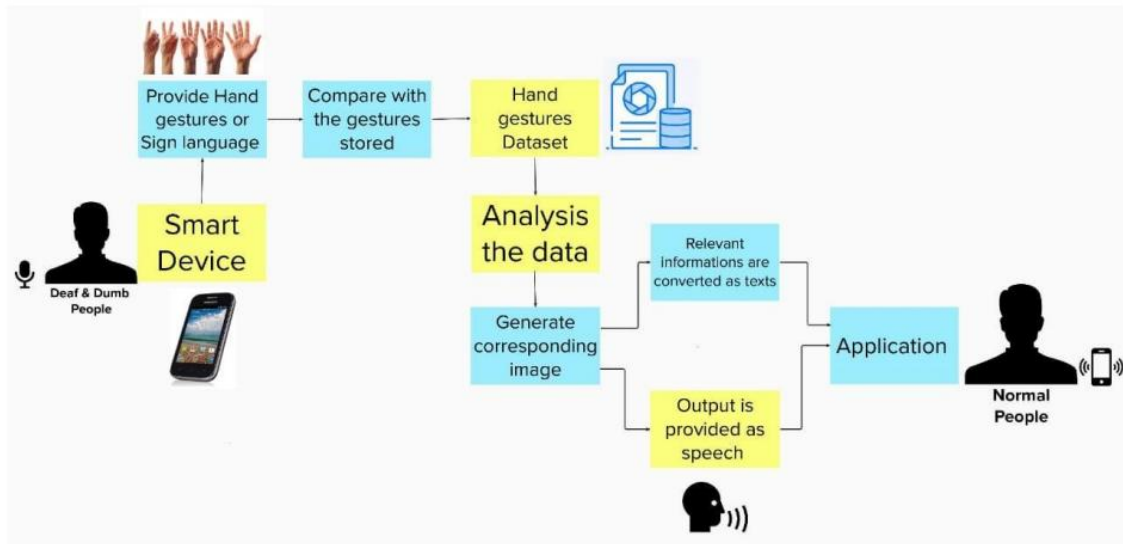 Provide Hand
gestures or
Sign language
Compare with
the gestures
stored
Hand
gestures
Dataset
Smart
Device
Deaf & Dumb
People
Analysis
the data
Relevant
informations are
converted as texts
Generate
corresponding
image
Application
Normal
People
Output is
provided as
speech